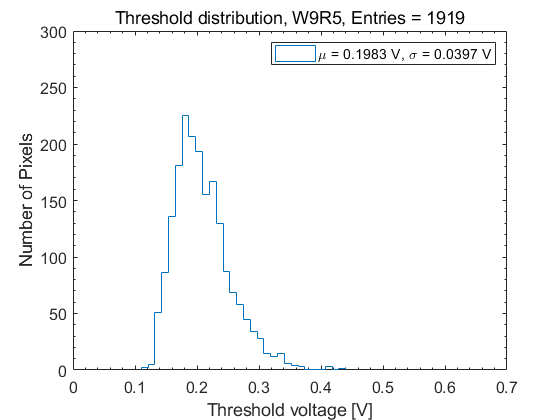 Threshold distribution, W9R5, Entries = 1919
μ = 0.1983 V, σ = 0.0397 V
300
250
200
150
100
50
0
Number of Pixels
0 0.1 0.2 0.3 0.4 0.5 0.6 0.7
Threshold voltage [V]